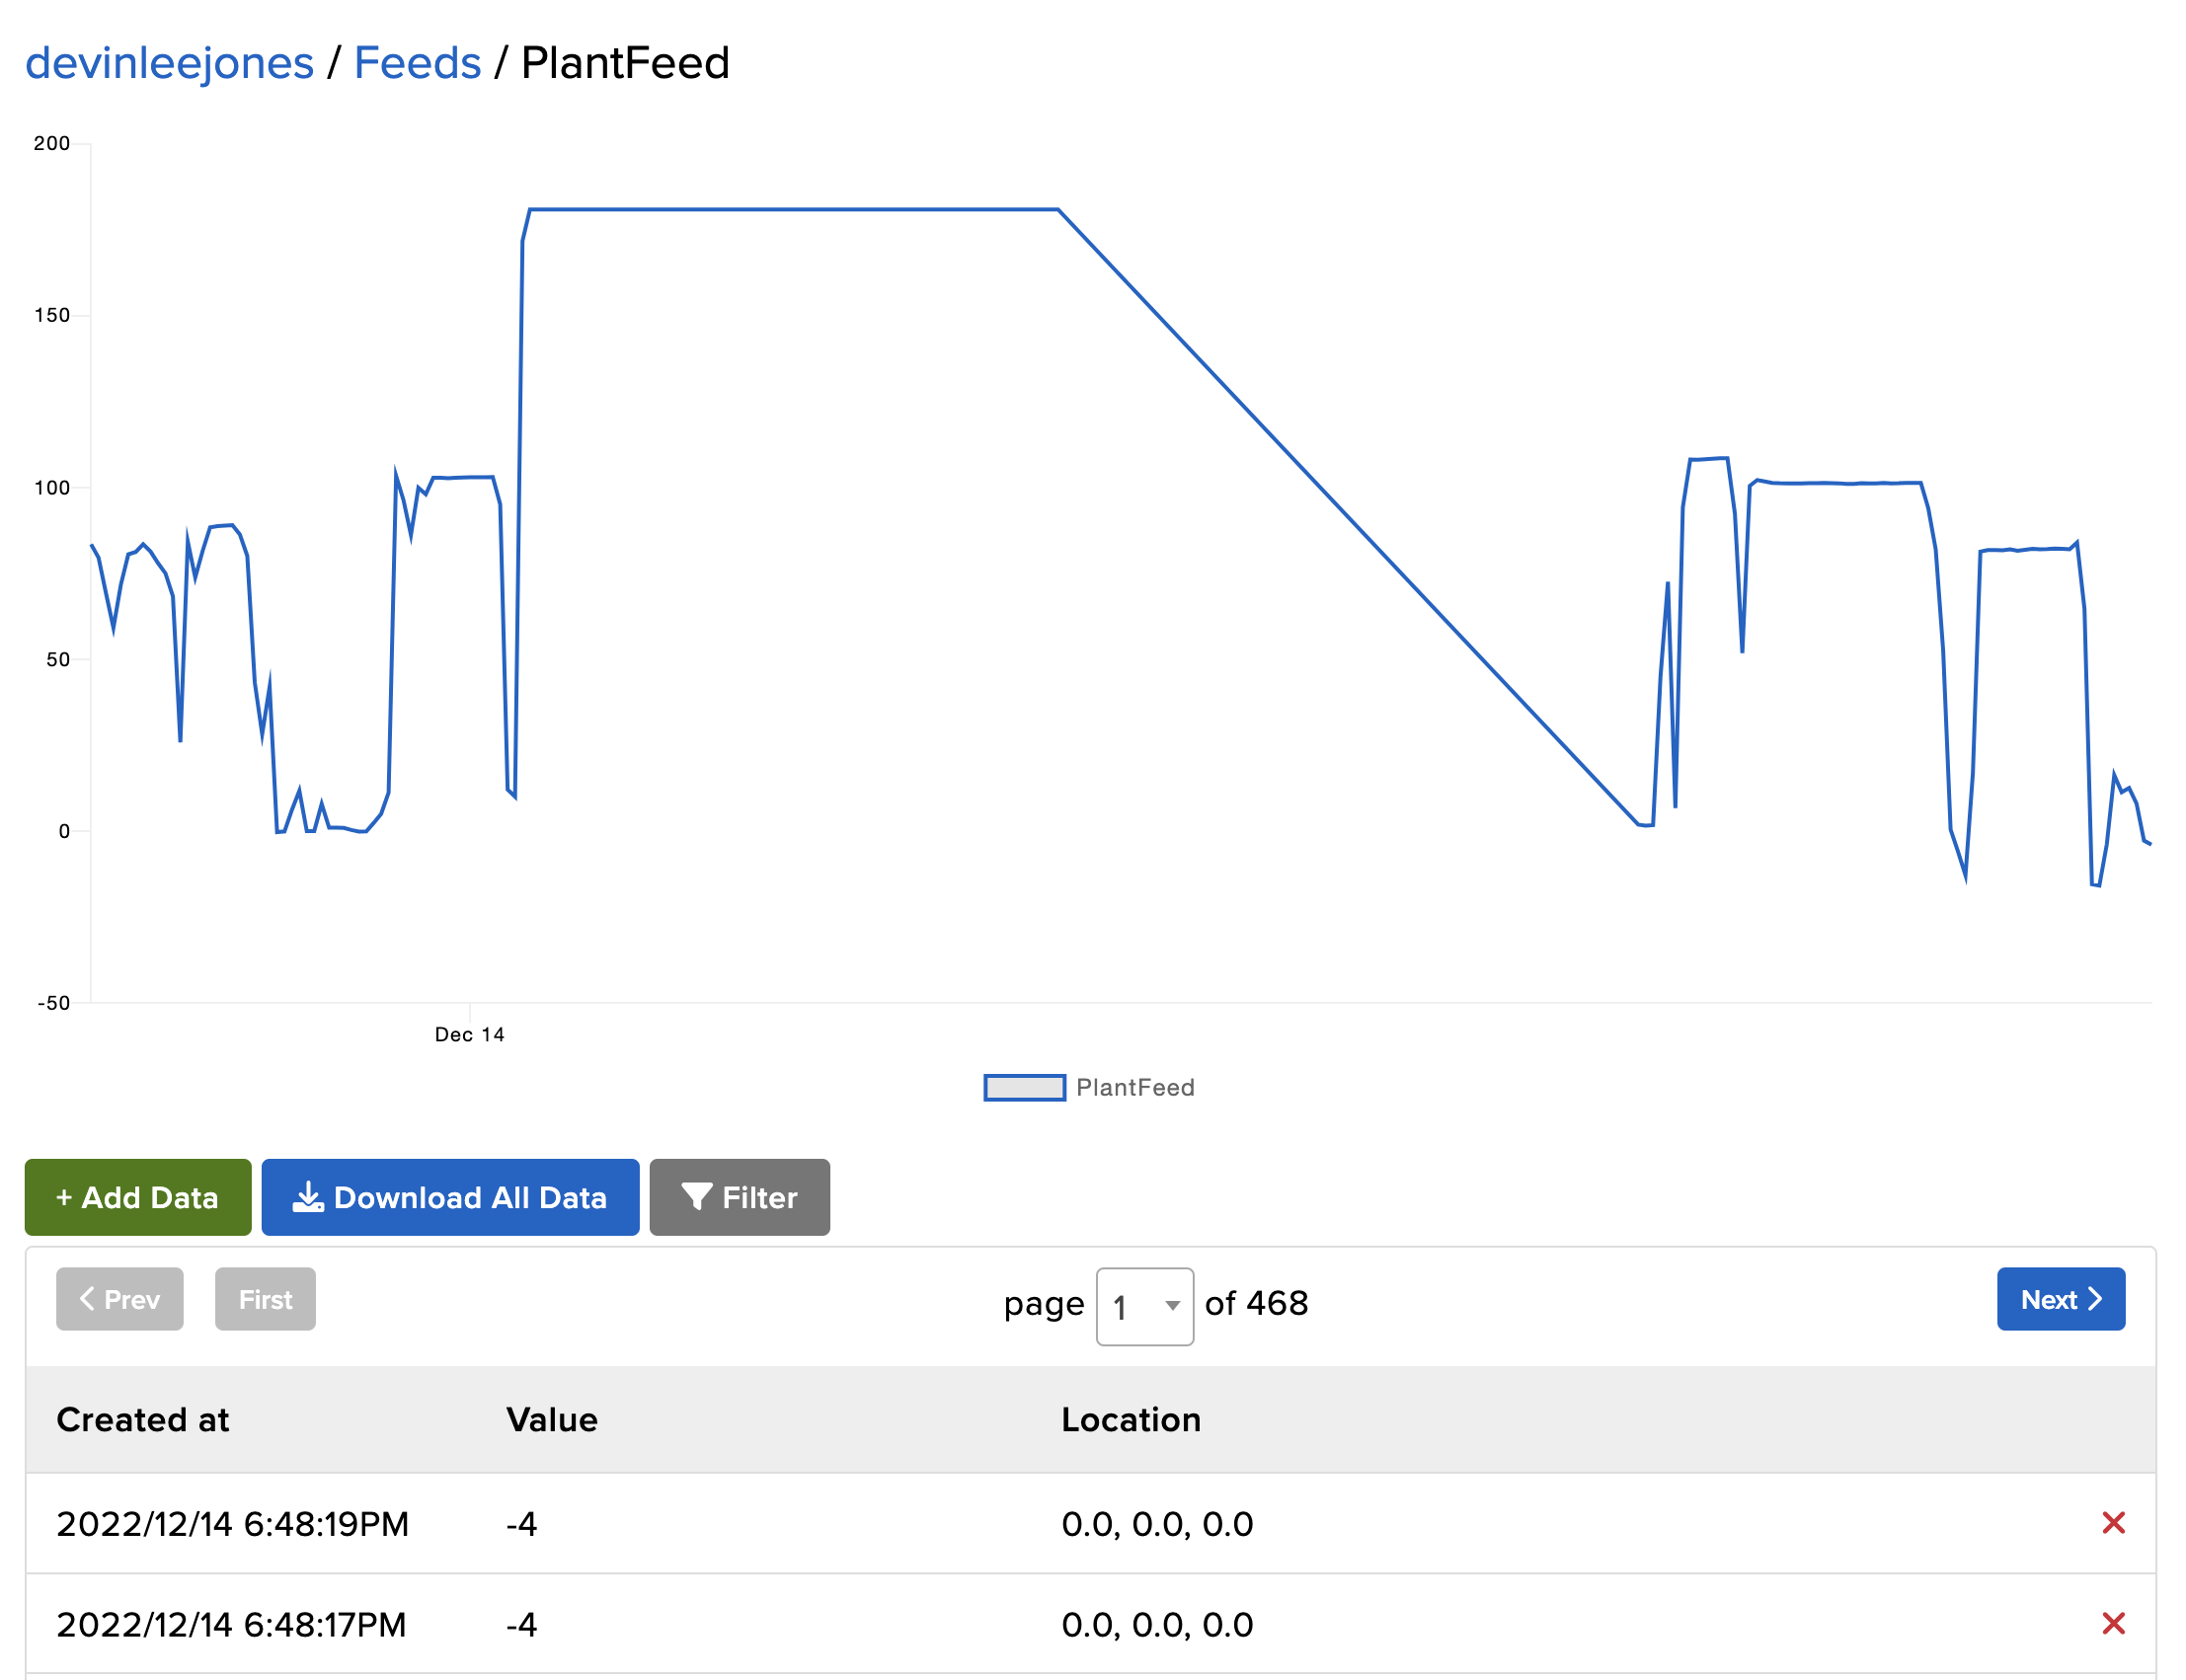 devinleejones / Feeds / PlantFeed
200
150
100
50
0
-50
Dec 14
PlantFeed
+ Add Data
Download All Data
Filter
Prev
First
page 1 of 468
Next
Created at Value Location
2022/12/14 6:48:19PM -4 0.0, 0.0, 0.0
2022/12/14 6:48:17PM -4 0.0, 0.0, 0.0